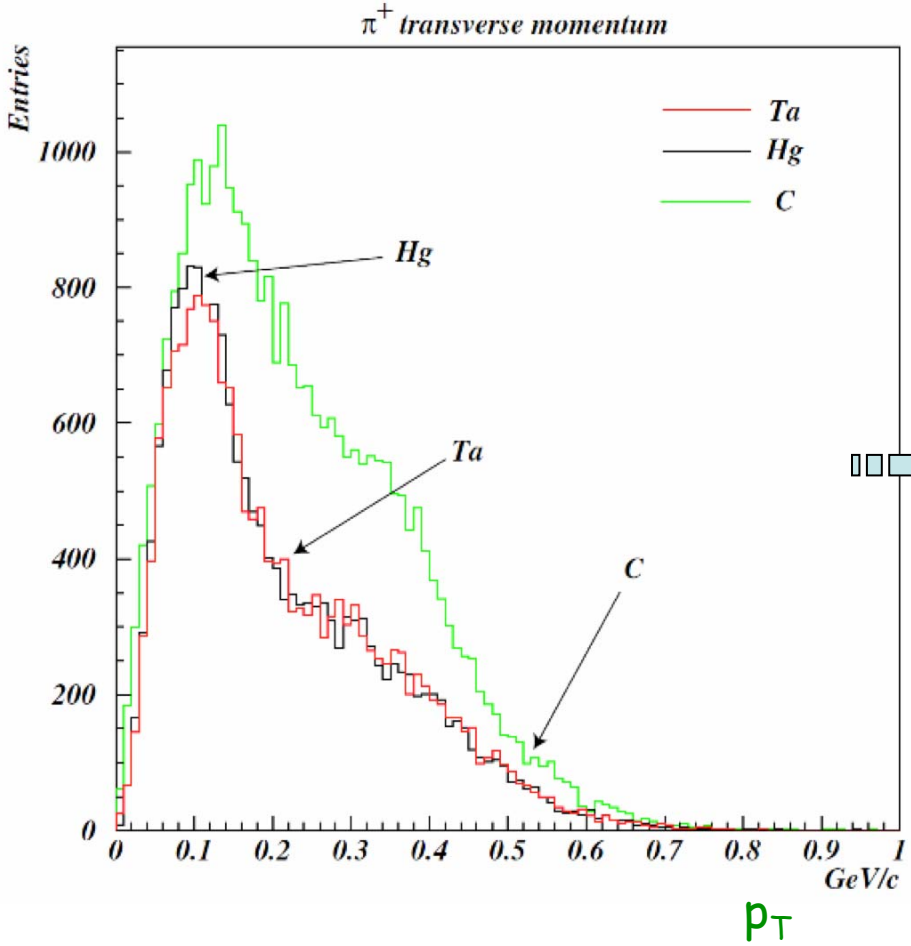 π+ transverse momentum
Entries
1000
800
600
400
200
0
Ta
Hg
C
Hg
Ta
C
0 0.1 0.2 0.3 0.4 0.5 0.6 0.7 0.8 0.9 1
GeV/c
pT